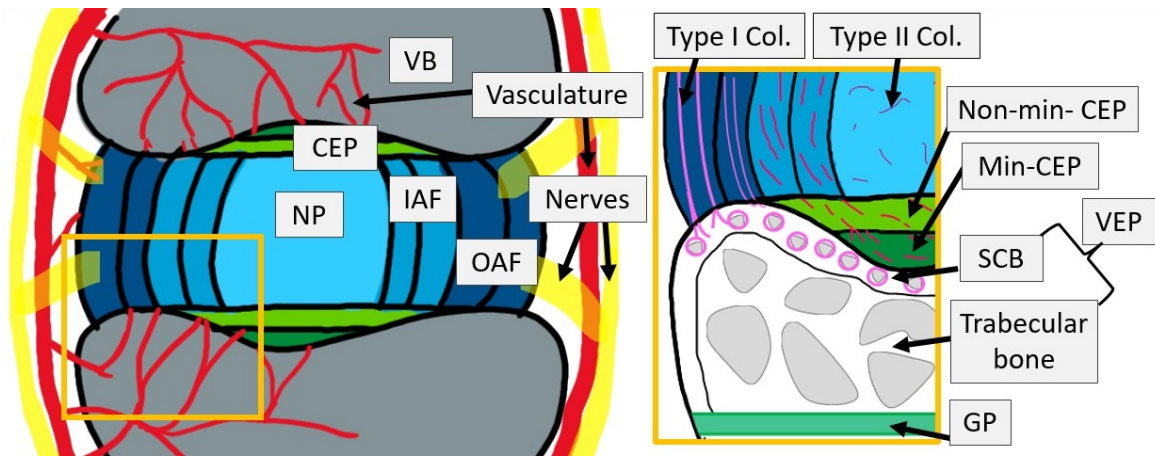 VB
Vasculature
CEP
NP
IAF
Nerves
OAF
Type I Col.
Type II Col.
Non-min- CEP
Min-CEP
VEP
SCB
Trabecular
bone
GP